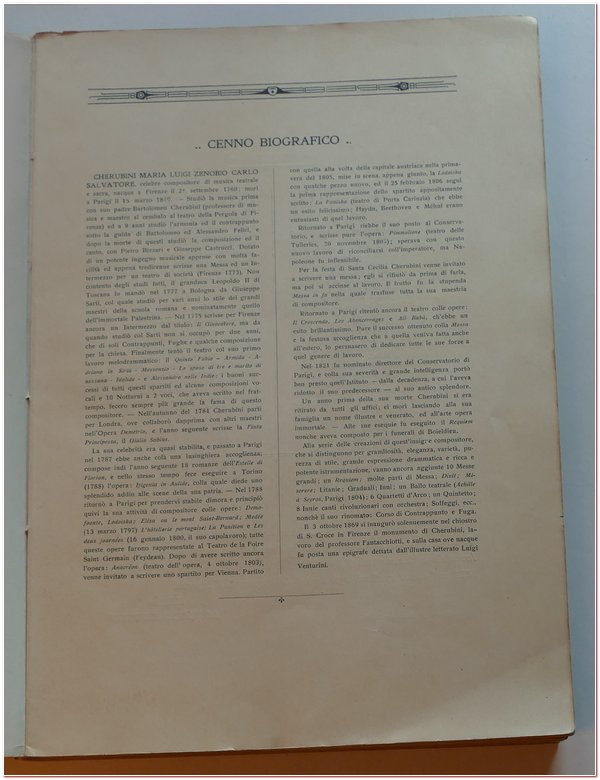 .. CENNO BIOGRAFICO ..
CHERUBINI MARIA LUIGI ZENOBIO CARLO
SALVATORE, celebre compositore di musica teatrale
e sacra, nacque a Firenze il 2 settembre 1760; morì
a Parigi il 15 marzo — Studiò la musica prima
con suo padre Bartolomeo Cherubini (professore di mu-
sica e maestro al cembalo al teatro della Pergola di Fi-
renze) ed a 9 anni studiò l'armonia ed il contrappunto
sotto la guida di Bartolomeo ed Alessandro Felici, e
dopo la morte di questi studiò la composizione ed il
canto, con Pietro Bizzari e Giuseppe Castrucci. Dotato
di un potente ingegno musicale apprese con molta fa-
cilità ed appena tredicenne scrisse una Messa ed un In-
termezzo per un teatro di società (Firenze 1773). Non
contento degli studi fatti, il granduca Leopoldo II di
Toscana lo mandò nel 1777 a Bologna da Giuseppe
Sarti, col quale studiò per vari anni lo stile dei grandi
maestri della scuola romana e nominatamente quello
dell'immortale Palestrina. — Nel 1775 scrisse per Firenze
ancora un Intermezzo dal titolo: Il Giuocatore, ma da
quando studiò col Sarti non si occupò per due anni,
che di soli Contrappunti, Fughe e qualche composizione
per la chiesa. Finalmente tentò il teatro col suo primo
lavoro melodrammatico: il Quinto Fabio — Armida — A-
driano in Siria — Messenzio — Lo sposo di tre e marito di
nessuna — Idalide — e Alessandro nelle Indie; i buoni suc-
cessi di tutti questi spartiti ed alcune composizioni vo-
cali e 10 Notturni a 2 voci, che aveva scritto nel frat-
tempo, fecero sempre più grande la fama di questo
compositore. — Nell'autunno del 1784 Cherubini partì
per Londra, ove collaborò dapprima con altri maestri
nell'Opera Demetrio, e l'anno seguente scrisse la Finta
Principessa, il Giulio Sabino.
La sua celebrità era quasi stabilita, e passato a Parigi
nel 1787 ebbe anche colà una lusinghiera accoglienza;
compose indi l'anno seguente 18 romanze dell'Estelle di
Florian, e nello stesso tempo fece eseguire a Torino
(1788) l'opera: Ifigenia in Aulide, colla quale diede uno
splendido addio alle scene della sua patria. — Nel 1788
ritornò a Parigi per prendervi stabile dimora e principiò
quivi la sua attività di compositore colle opere: Demo-
foonte, Lodoiska; Elisa ou le mont Saint-Bernard; Medée
(13 marzo 1797) L'hôtellerie portugaise; La Punition e Les
deux journées (16 gennaio 1800, il suo capolavoro); tutte
queste opere furono rappresentate al Teatro de la Foire
Saint Germain (Feydeau). Dopo di avere scritto ancora
l'opera: Anacréon (teatro dell'opera, 4 ottobre 1803),
venne invitato a scrivere uno spartito per Vienna. Partito
con quella alla volta della capitale austriaca nella prima-
vera del 1805, mise in scena, appena giunto, la Lodoiska
con qualche pezzo nuovo, ed il 25 febbraio 1806 seguì
la prima rappresentazione dello spartito appositamente
scritto: La Faniska (teatro di Porta Carinzia) che ebbe
un esito felicissimo; Haydn, Beethoven e Méhul erano
entusiasti di quel lavoro.
Ritornato a Parigi riebbe il suo posto al Conserva-
torio, e scrisse pure l'opera: Pimmalione (teatro delle
Tulleries, 20 novembre 1809); sperava con questo
nuovo lavoro di riconciliarsi coll'imperatore, ma Na-
poleone fu inflessibile.
Per la festa di Santa Cecilia Cherubini venne invitato
a scrivere una messa; egli si rifiutò da prima di farla,
ma poi si accinse al lavoro. Il frutto fu la stupenda
Messa in fa nella quale trasfuse tutta la sua maestria
di compositore.
Ritornato a Parigi ritentò ancora il teatro colle opere:
Il Crescendo, Les Abencerrages et Ali Babà, ch'ebbe un
esito brillantissimo. Pure il successo ottenuto colla Messa
e la festosa accoglienza che a quella veniva fatta anche
all'estero, lo persuasero di dedicare tutte le sue forze a
quel genere di lavoro.
Nel 1821 fu nominato direttore del Conservatorio di
Parigi, e colla sua severità e grande intelligenza portò
ben presto quell'Istituto — dalla decadenza, a cui l'aveva
ridotto il suo predecessore — al suo antico splendore.
Un anno prima della sua morte Cherubini si era
ritirato da tutti gli uffici; ei morì lasciando alla sua
famiglia un nome illustre e venerato, ed all'arte opera
immortale. — Alle sue esequie fu eseguito il Requiem
nonchè aveva composto per i funerali di Boieldieu.
Alla serie delle creazioni di quest'insigne compositore,
che si distinguono per grandiosità, eleganza, varietà, pu-
rezza di stile, grande espressione drammatica e ricca e
potente istrumentazione, vanno ancora aggiunte 10 Messe
grandi; un Requiem; molte parti di Messa; Dixit; Mi-
serere; Litanie; Graduali; Inni; un Ballo teatrale (Achille
à Scyros, Parigi 1804); 6 Quartetti d'Arco; un Quintetto;
8 Innie canti rivoluzionari con orchestra; Solfeggi, ecc.,
nonchè il suo rinomato: Corso di Contrappunto e Fuga.
Il 3 ottobre 1869 si inaugurò solennemente nel chiostro
di S. Croce in Firenze il monumento di Cherubini, la-
voro del professore Fantacchiotti, e sulla casa ove nacque
fu posta una epigrafe dettata dall'illustre letterato Luigi
Venturini.